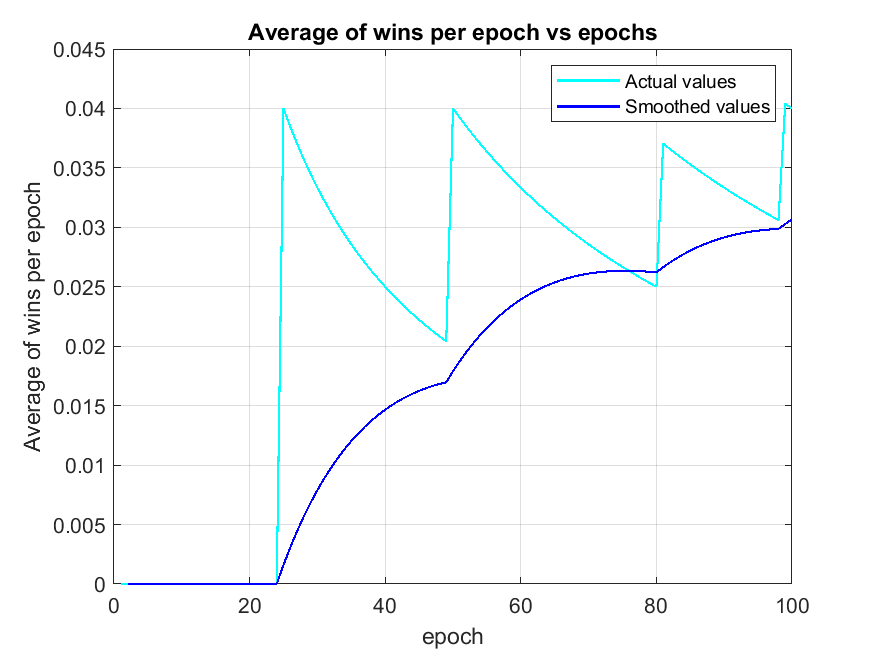 Average of wins per epoch vs epochs
Average of wins per epoch
0.045
0.04
0.035
0.03
0.025
0.02
0.015
0.01
0.005
0
0 20 40 60 80 100
epoch
Actual values
Smoothed values